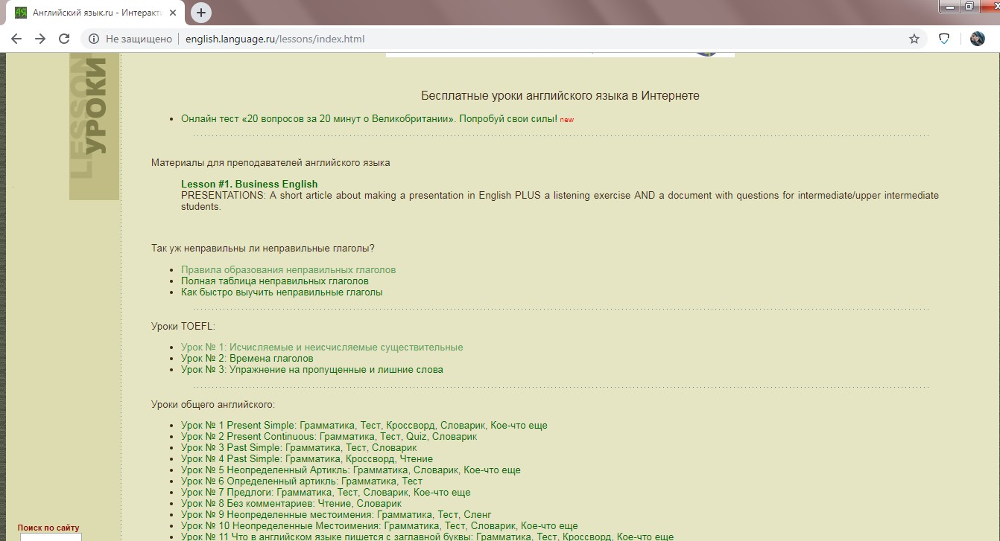 Английский язык.ru - Интеракти
Не защищено english.language.ru/lessons/index.html
LESSON
УРОКИ
Бесплатные уроки английского языка в Интернете
Онлайн тест «20 вопросов за 20 минут о Великобритании». Попробуй свои силы! new
Материалы для преподавателей английского языка
Lesson #1. Business English
PRESENTATIONS: A short article about making a presentation in English PLUS a listening exercise AND a document with questions for intermediate/upper intermediate
students.
Так уж неправильны ли неправильные глаголы?
Правила образования неправильных глаголов
Полная таблица неправильных глаголов
Как быстро выучить неправильные глаголы
Уроки TOEFL:
Урок № 1: Исчисляемые и неисчисляемые существительные
Урок № 2: Времена глаголов
Урок № 3: Упражнение на пропущенные и лишние слова
Уроки общего английского:
Урок № 1 Present Simple: Грамматика, Тест, Кроссворд, Словарик, Кое-что еще
Урок № 2 Present Continuous: Грамматика, Тест, Quiz, Словарик
Урок № 3 Past Simple: Грамматика, Тест, Словарик
Урок № 4 Past Simple: Грамматика, Кроссворд, Чтение
Урок № 5 Неопределенный Артикль: Грамматика, Словарик, Кое-что еще
Урок № 6 Определенный артикль: Грамматика, Тест
Урок № 7 Предлоги: Грамматика, Тест, Словарик, Кое-что еще
Урок № 8 Без комментариев: Чтение, Словарик
Урок № 9 Неопределенные местоимения: Грамматика, Тест, Сленг
Урок № 10 Неопределенные Местоимения: Грамматика, Тест, Словарик, Кое-что еще
Урок № 11 Что в английском языке пишется с заглавной буквы: Грамматика, Тест, Кроссворд, Словарик, Кое-что еще
Поиск по сайту